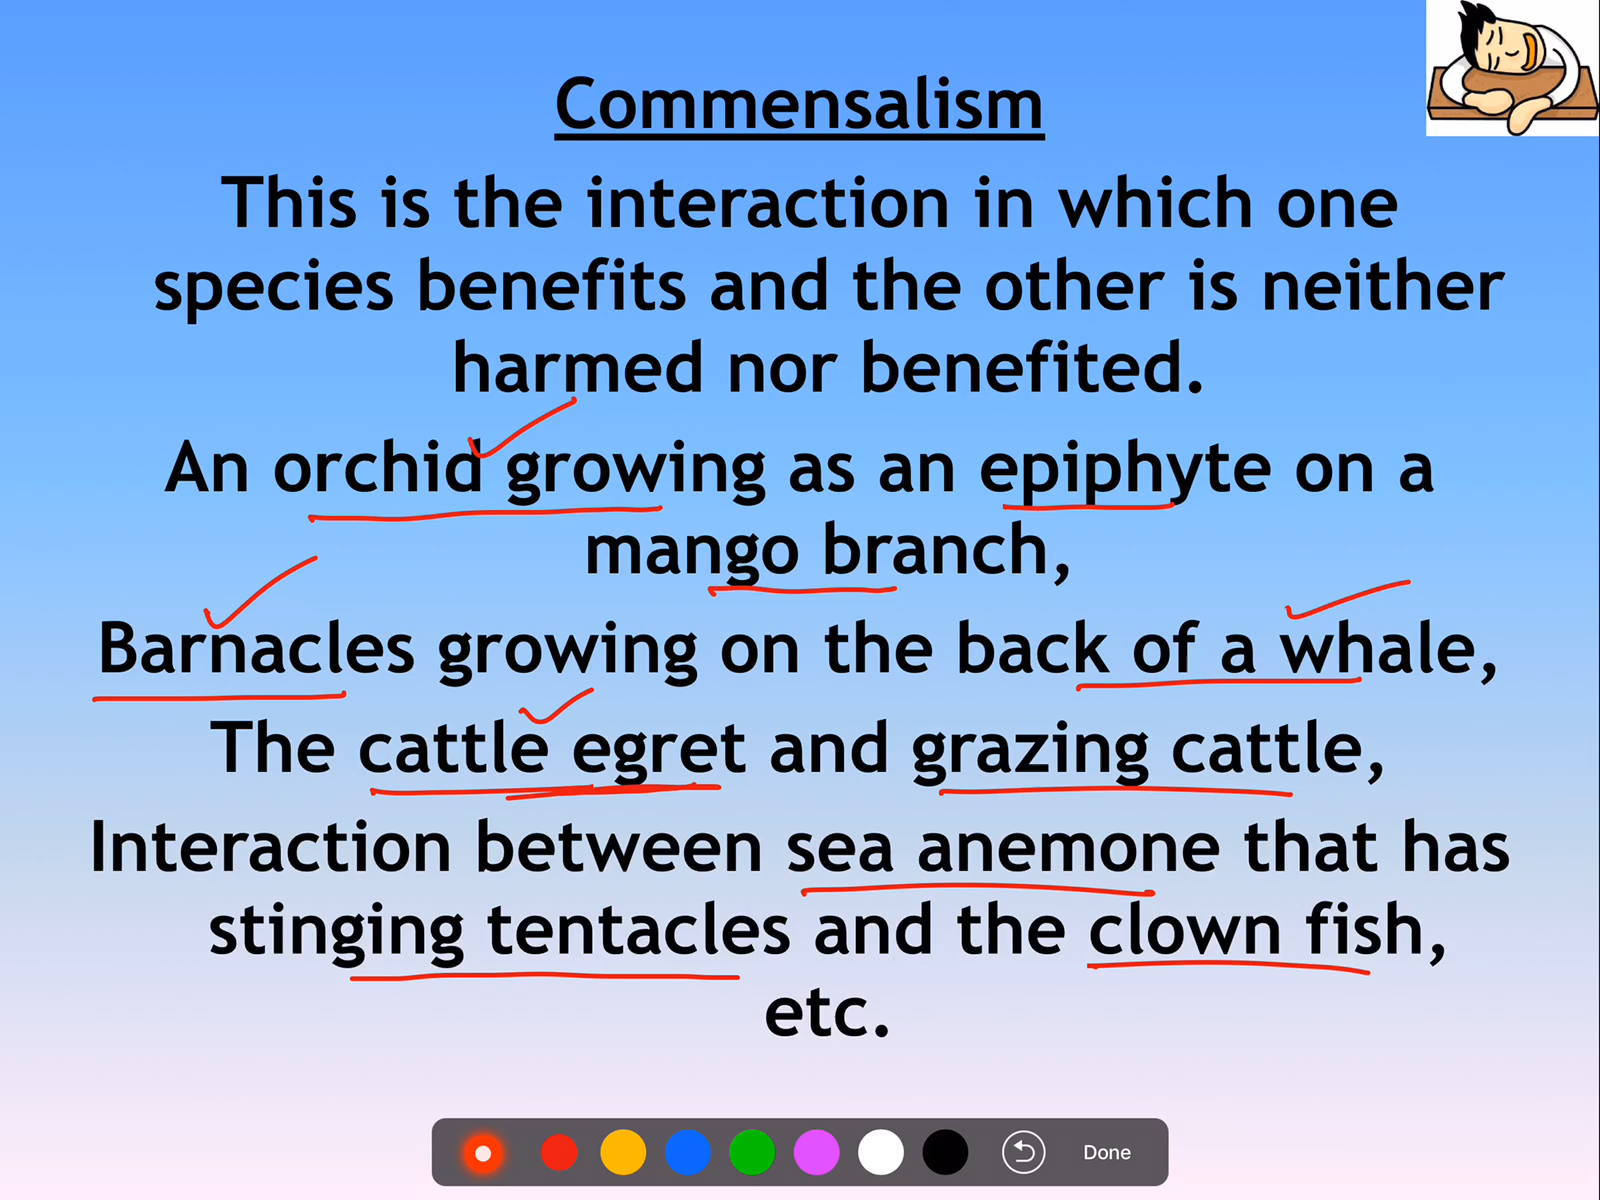 Commensalism
This is the interaction in which one
species benefits and the other is neither
harmed nor benefited.
An orchid growing as an epiphyte on a
mango branch,
Barnacles growing on the back of a whale,
The cattle egret and grazing cattle,
Interaction between sea anemone that has
stinging tentacles and the clown fish,
etc.
Done